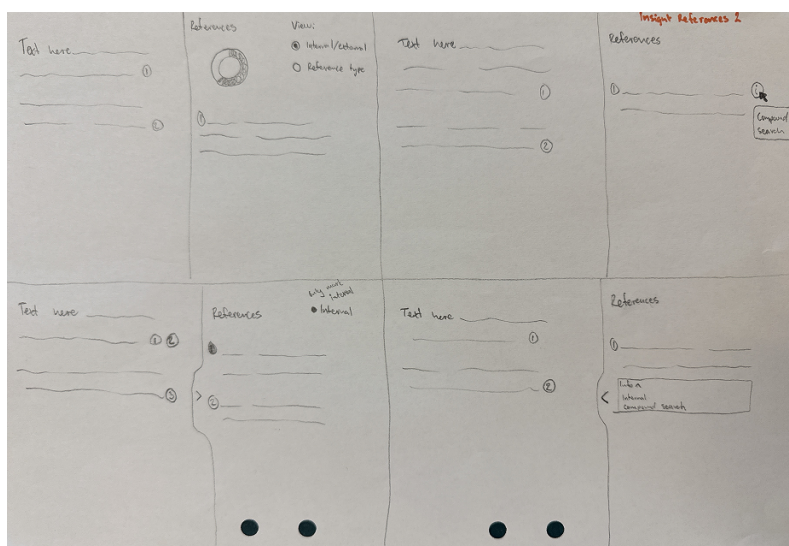 Insight References 2
Text here
1
2
References
View:
Internal/external
Reference type
1
Text here
1
2
References
1
i
Compound
search
Text here
1 2
3
References
Internal
2
Text here
1
2
References
1
Info ^
Internal
Compound search